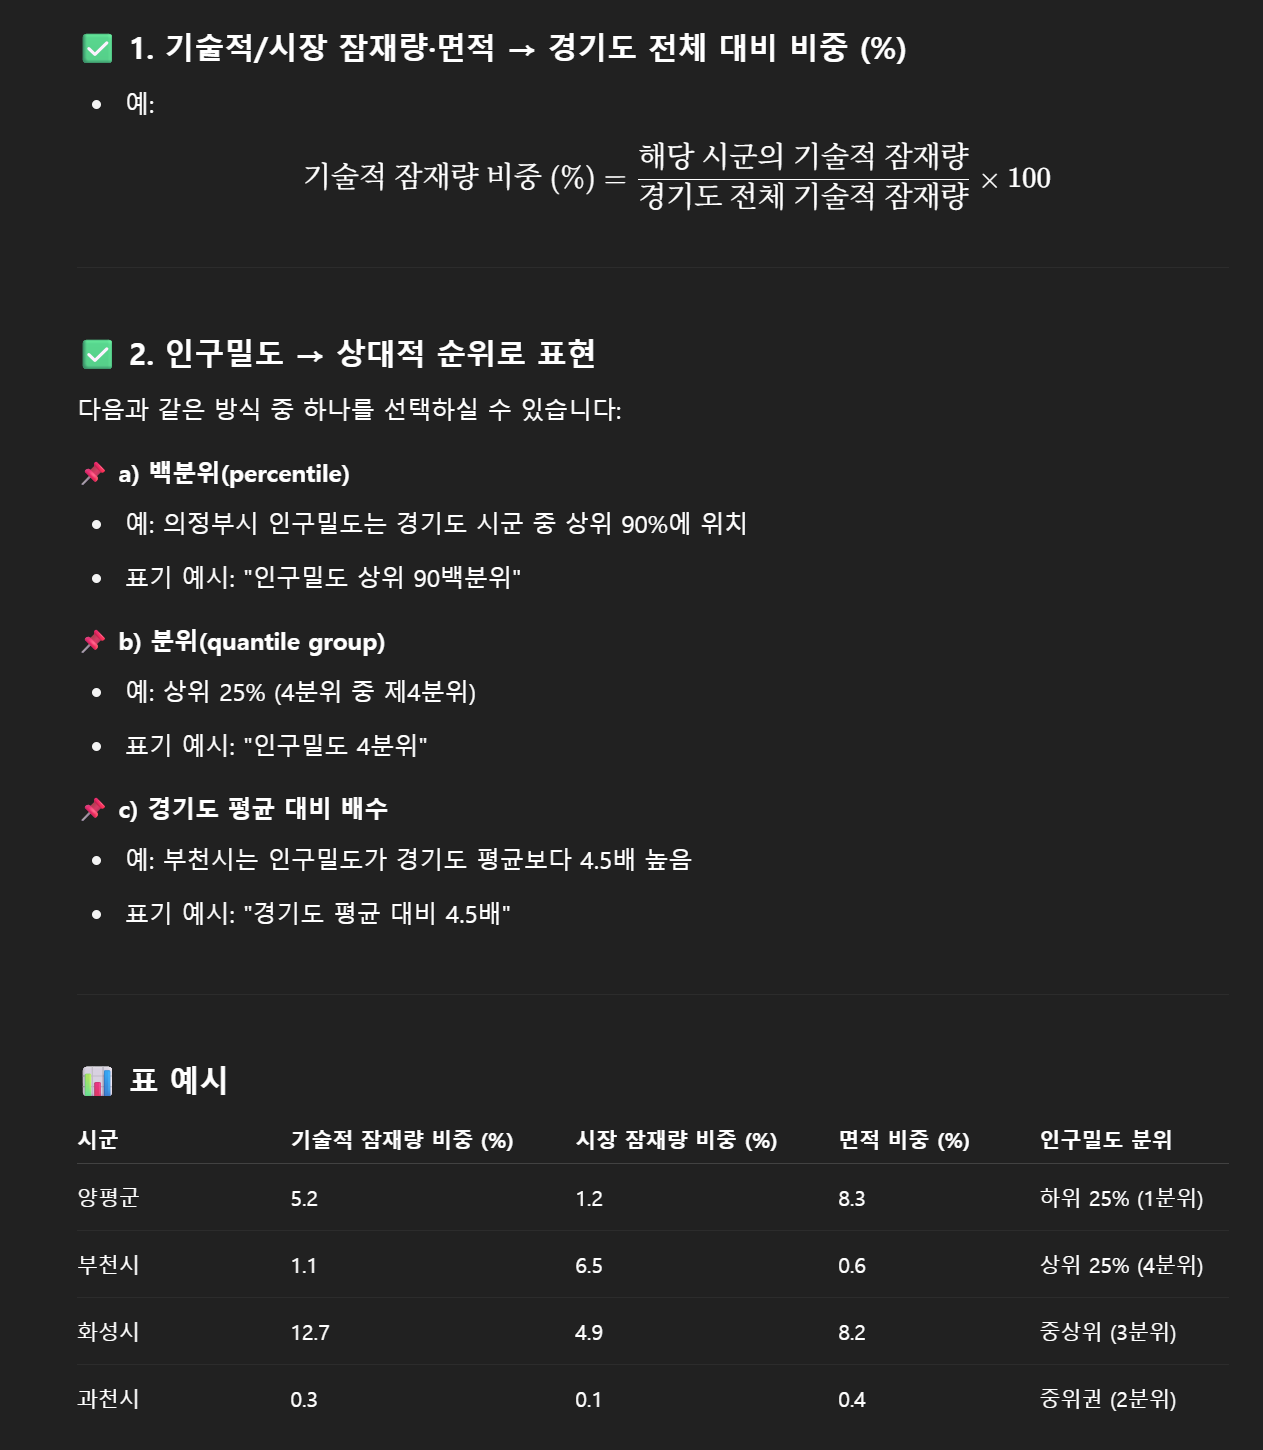 ✅ 1. 기술적/시장 잠재량·면적 → 경기도 전체 대비 비중 (%)
• 예:
기술적 잠재량 비중 (%) = 해당 시군의 기술적 잠재량 / 경기도 전체 기술적 잠재량 × 100
✅ 2. 인구밀도 → 상대적 순위로 표현
다음과 같은 방식 중 하나를 선택하실 수 있습니다:
📌 a) 백분위(percentile)
• 예: 의정부시 인구밀도는 경기도 시군 중 상위 90%에 위치
• 표기 예시: "인구밀도 상위 90백분위"
📌 b) 분위(quantile group)
• 예: 상위 25% (4분위 중 제4분위)
• 표기 예시: "인구밀도 4분위"
📌 c) 경기도 평균 대비 배수
• 예: 부천시는 인구밀도가 경기도 평균보다 4.5배 높음
• 표기 예시: "경기도 평균 대비 4.5배"
📊 표 예시
시군 기술적 잠재량 비중 (%) 시장 잠재량 비중 (%) 면적 비중 (%) 인구밀도 분위
양평군 5.2 1.2 8.3 하위 25% (1분위)
부천시 1.1 6.5 0.6 상위 25% (4분위)
화성시 12.7 4.9 8.2 중상위 (3분위)
과천시 0.3 0.1 0.4 중위권 (2분위)